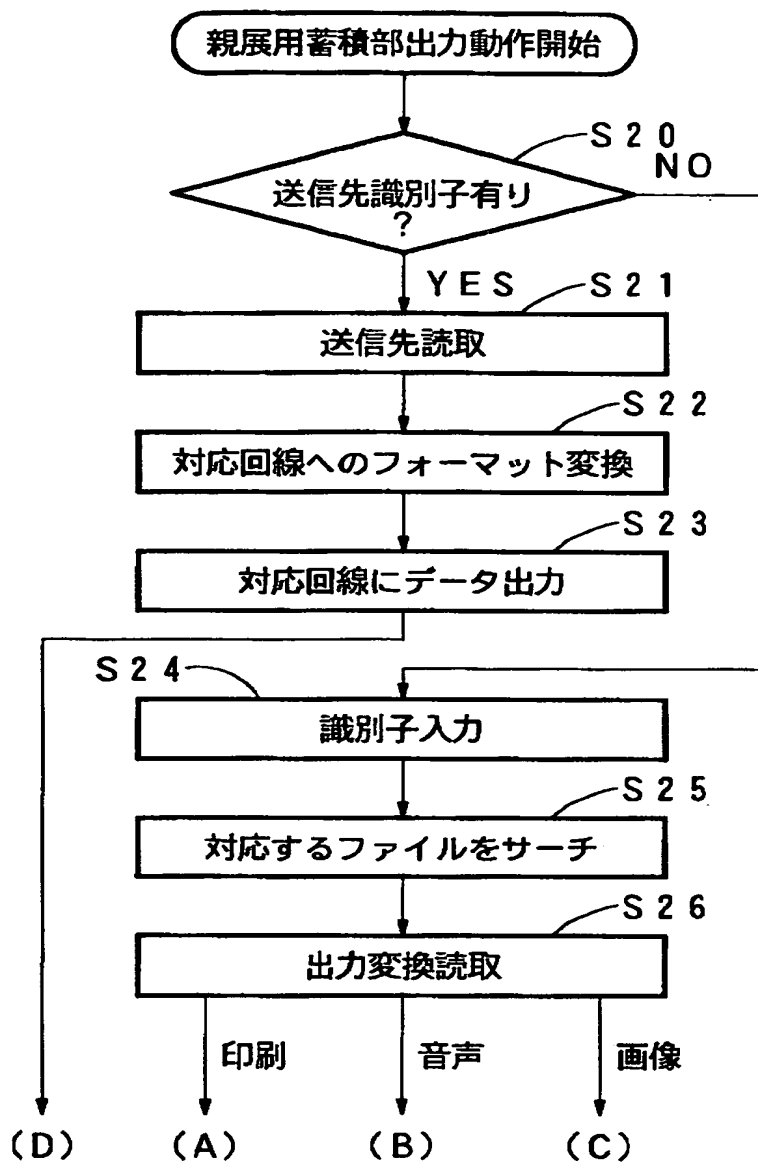 親展用蓄積部出力動作開始
S20
NO
送信先識別子有り
?
YES
S21
送信先読取
S22
対応回線へのフォーマット変換
S23
対応回線にデータ出力
S24
識別子入力
S25
対応するファイルをサーチ
S26
出力変換読取
印刷 音声 画像
(D) (A) (B) (C)